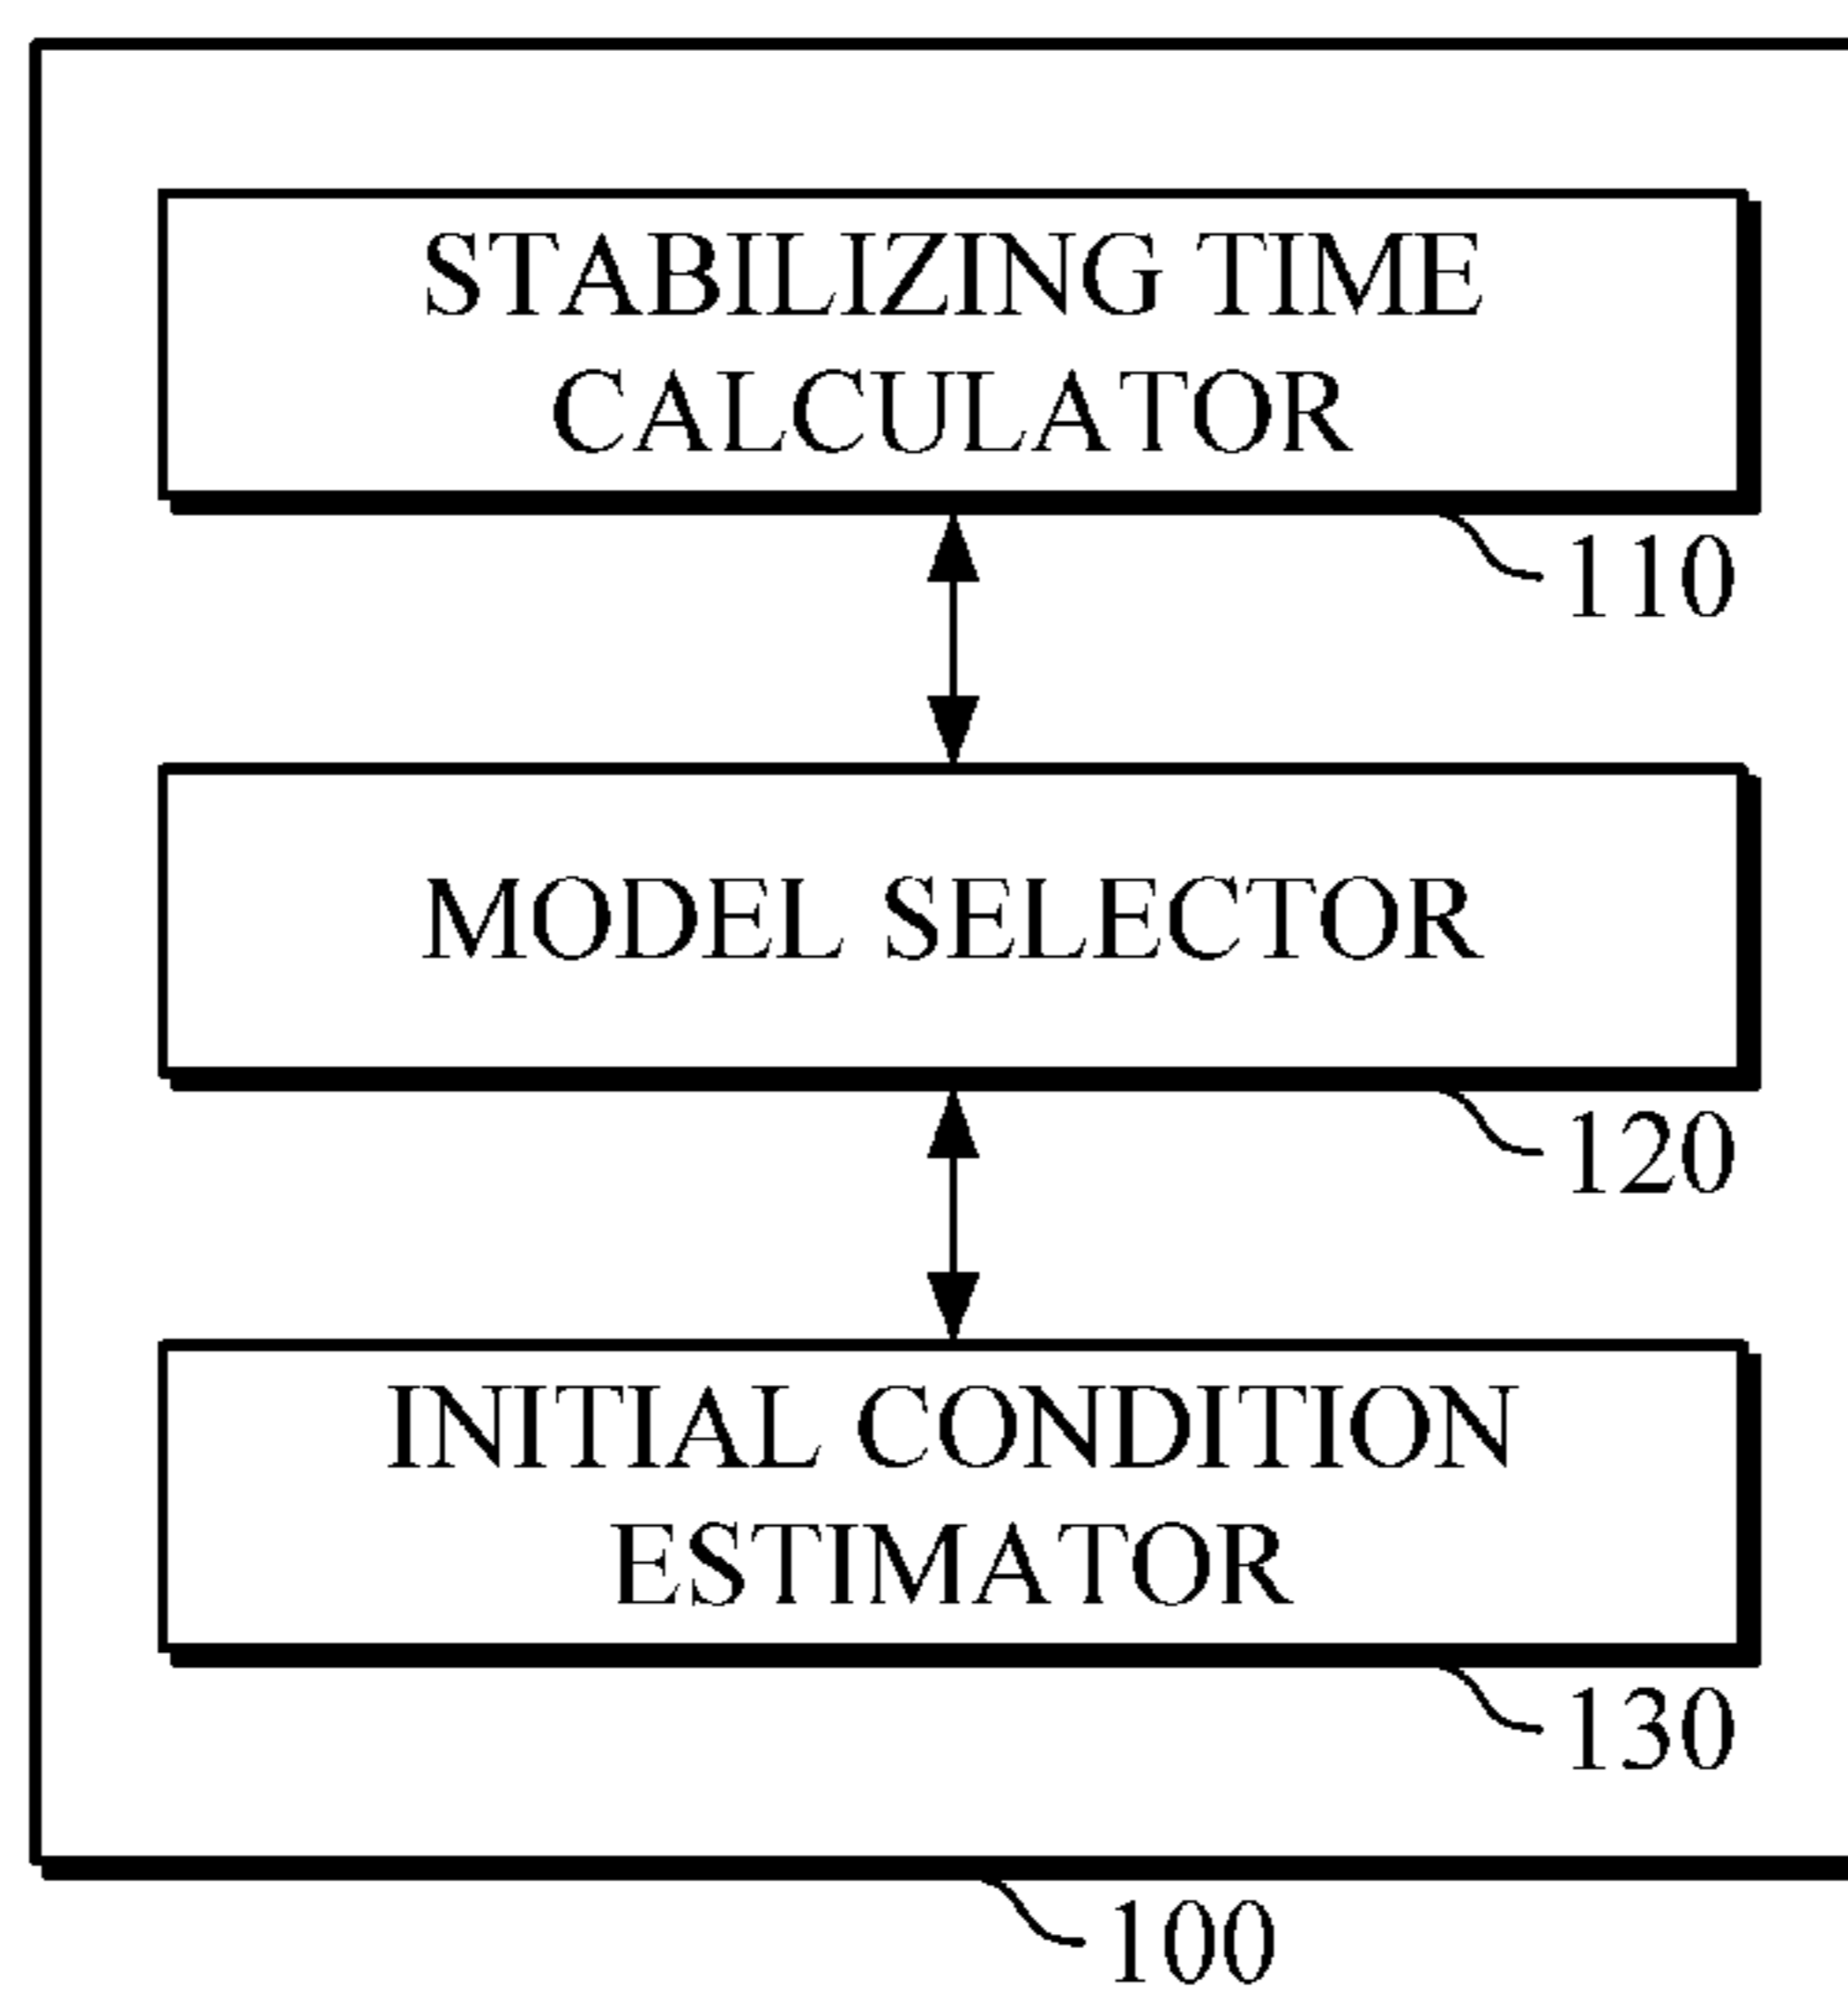 STABILIZING TIME
CALCULATOR
110
MODEL SELECTOR
120
INITIAL CONDITION
ESTIMATOR
130
100